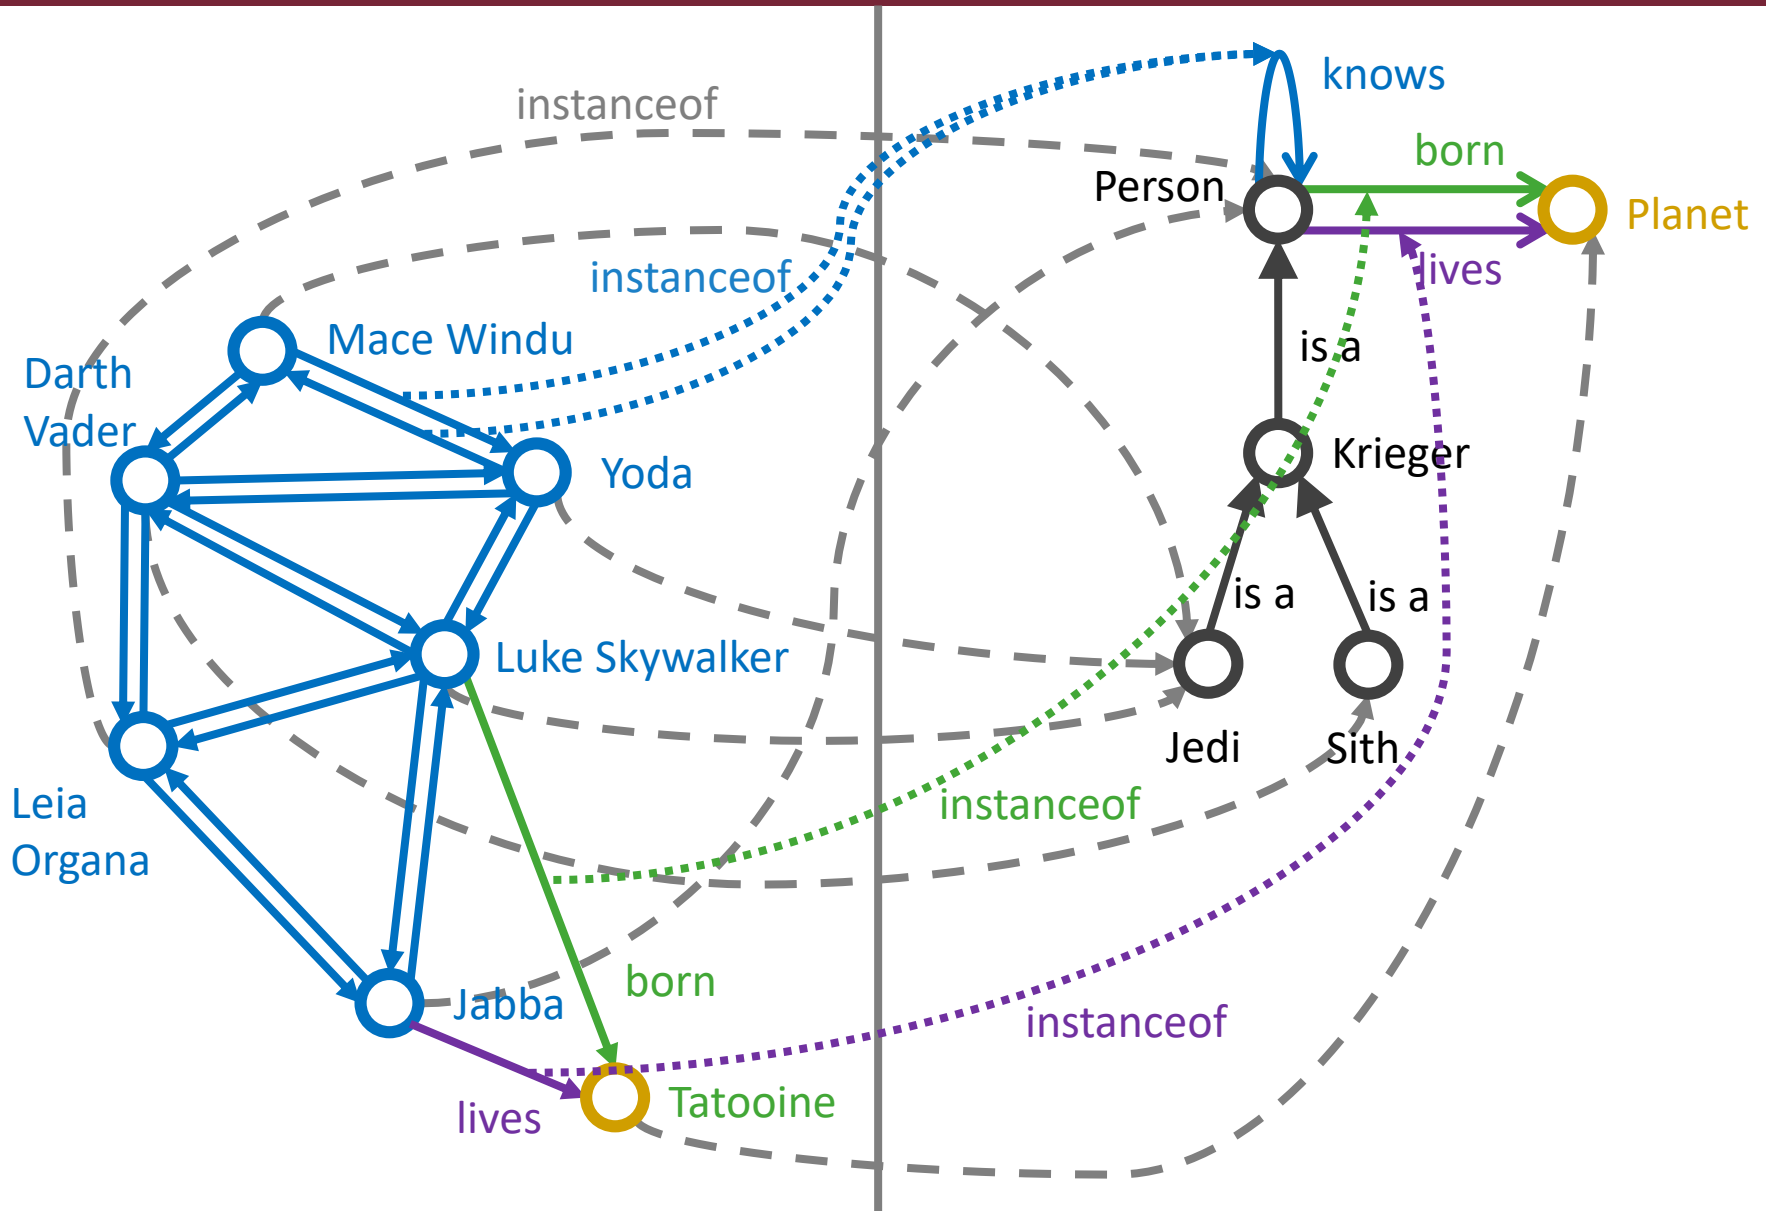 knows
instanceof
born
Person
Planet
instanceof
lives
Mace Windu
is a
Darth
Vader
Krieger
Yoda
is a
is a
Luke Skywalker
Jedi
Sith
Leia
Organa
instanceof
born
Jabba
instanceof
Tatooine
lives